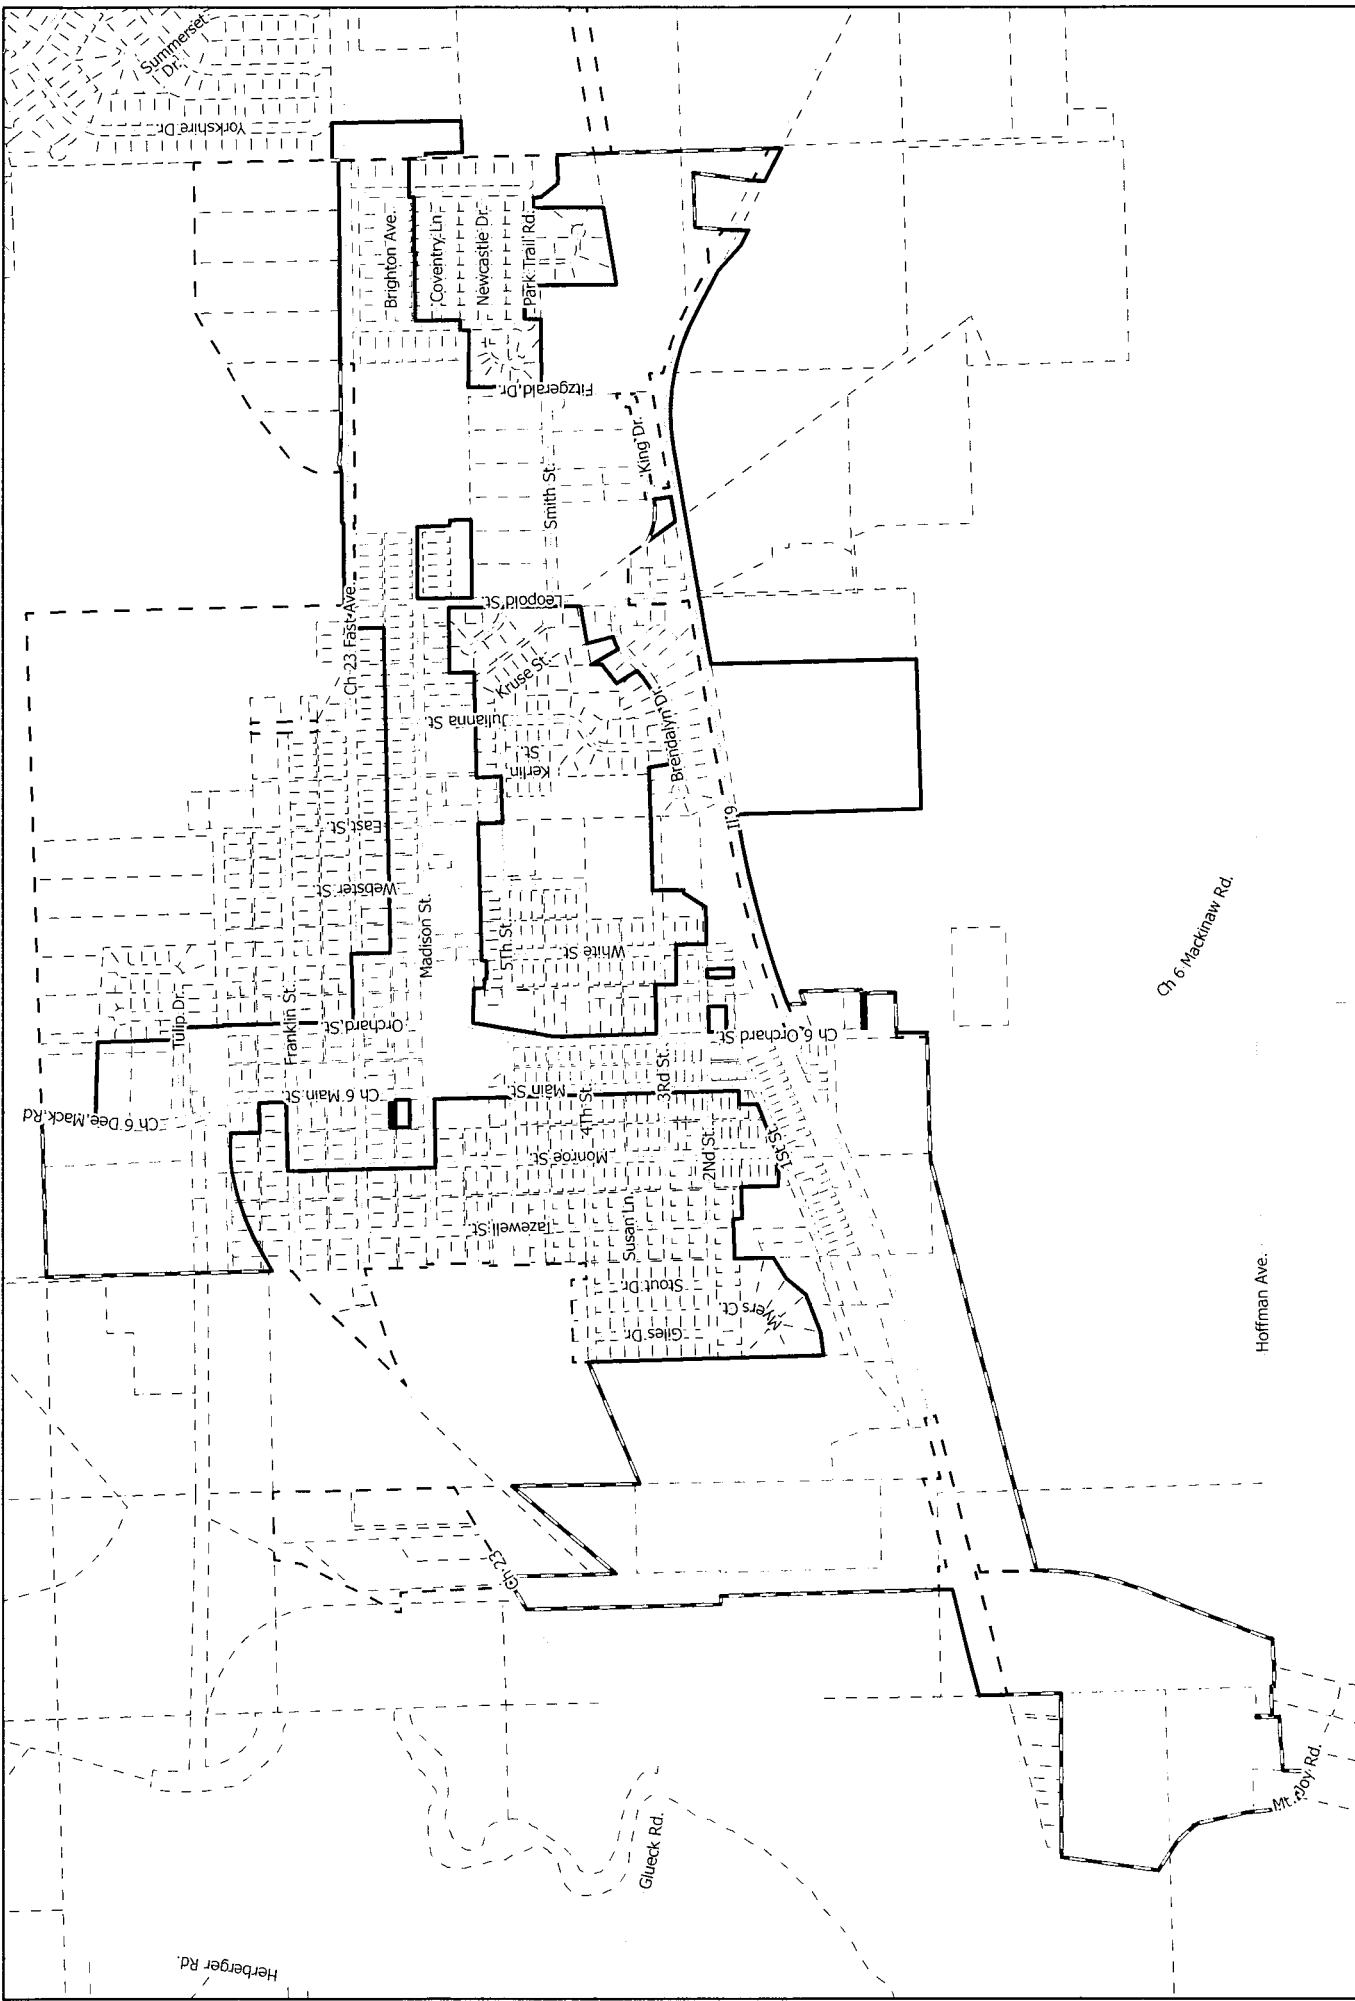 Summerset
Dr.
Yorkshire Dr.
Brighton Ave.
Coventry Ln
Newcastle Dr.
Park Trail Rd.
Fitzgerald Dr.
King Dr.
Smith St.
Leopold St.
Ch 23 East Ave.
Kruse St.
Julianna St.
Kerlin
St.
Brendalyn Dr.
Il 9
East St.
Webster St.
Madison St.
5Th St.
White St.
Ch 6 Mackinaw Rd.
Tulip Dr.
Franklin St.
Orchard St.
Ch 6 Orchard St.
Ch 6 Dee Mack Rd
Ch 6 Main St.
Main St.
4Th St.
3Rd St.
Monroe St.
2Nd St.
1St St.
Tazewell St
Susan Ln.
Stout Dr.
Myers Ct.
Giles Dr.
Hoffman Ave.
Ch 23
Mt. Joy Rd.
Glueck Rd.
Herberger Rd.